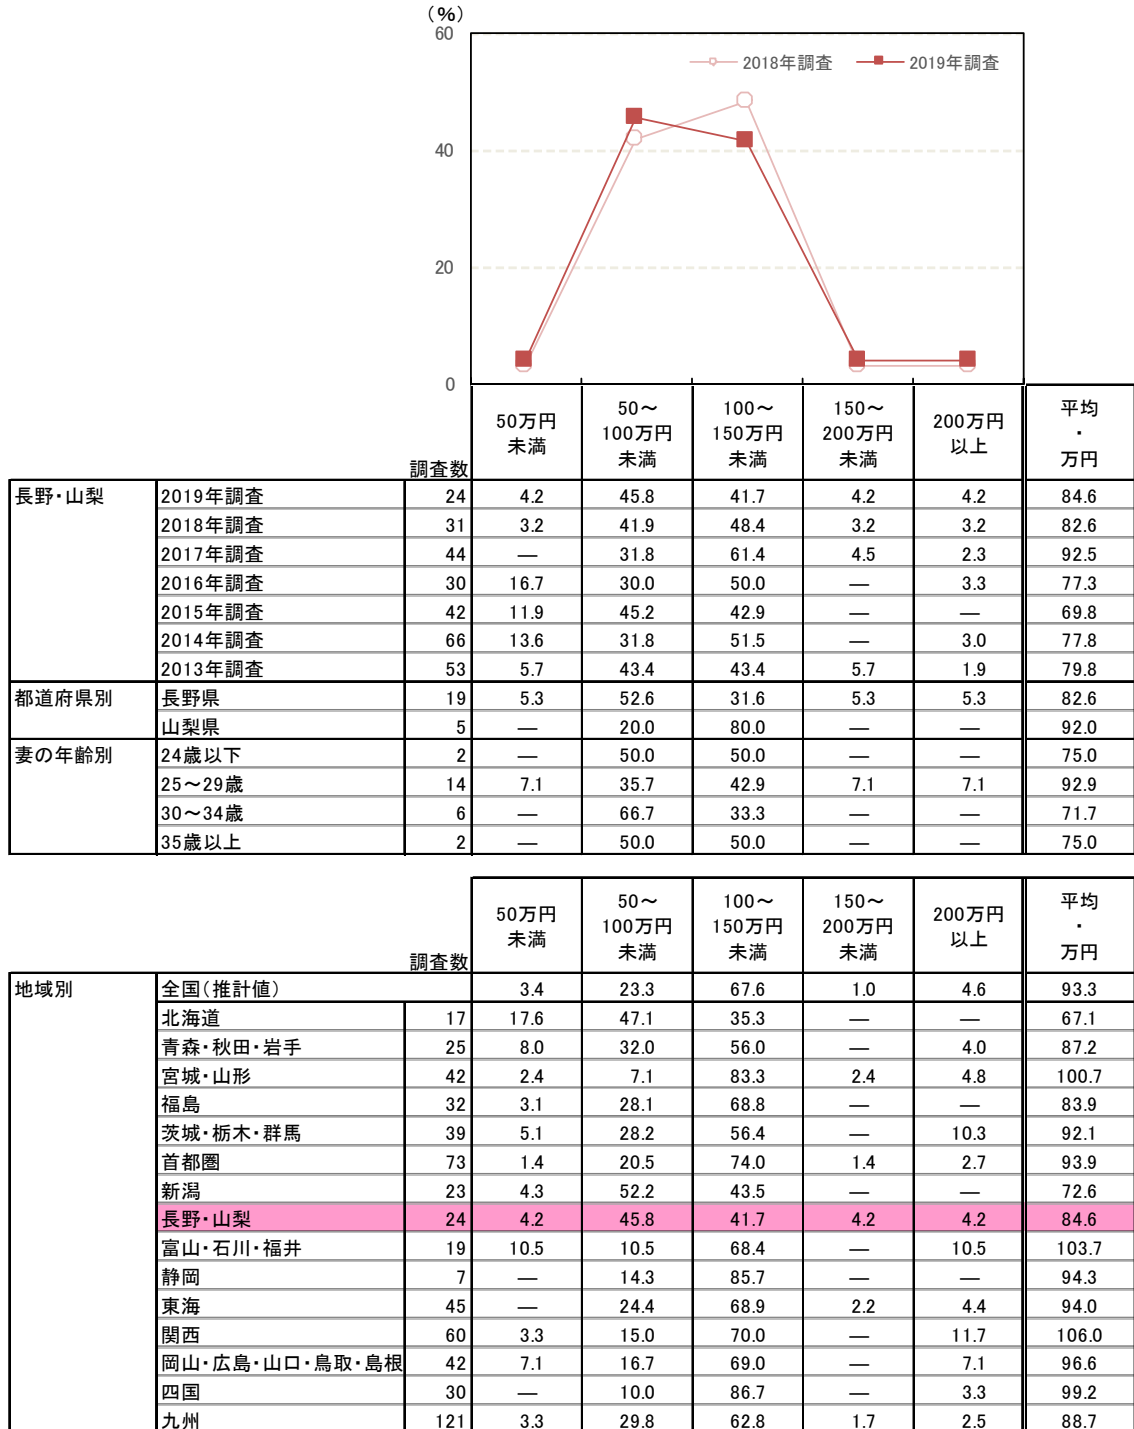 (%)
60
2018年調査 2019年調査
40
20
0
調査数 50万円未満 50～100万円未満 100～150万円未満 150～200万円未満 200万円以上 平均・万円
長野・山梨 2019年調査 24 4.2 45.8 41.7 4.2 4.2 84.6
2018年調査 31 3.2 41.9 48.4 3.2 3.2 82.6
2017年調査 44 — 31.8 61.4 4.5 2.3 92.5
2016年調査 30 16.7 30.0 50.0 — 3.3 77.3
2015年調査 42 11.9 45.2 42.9 — — 69.8
2014年調査 66 13.6 31.8 51.5 — 3.0 77.8
2013年調査 53 5.7 43.4 43.4 5.7 1.9 79.8
都道府県別 長野県 19 5.3 52.6 31.6 5.3 5.3 82.6
山梨県 5 — 20.0 80.0 — — 92.0
妻の年齢別 24歳以下 2 — 50.0 50.0 — — 75.0
25～29歳 14 7.1 35.7 42.9 7.1 7.1 92.9
30～34歳 6 — 66.7 33.3 — — 71.7
35歳以上 2 — 50.0 50.0 — — 75.0
調査数 50万円未満 50～100万円未満 100～150万円未満 150～200万円未満 200万円以上 平均・万円
地域別 全国(推計値) 3.4 23.3 67.6 1.0 4.6 93.3
北海道 17 17.6 47.1 35.3 — — 67.1
青森・秋田・岩手 25 8.0 32.0 56.0 — 4.0 87.2
宮城・山形 42 2.4 7.1 83.3 2.4 4.8 100.7
福島 32 3.1 28.1 68.8 — — 83.9
茨城・栃木・群馬 39 5.1 28.2 56.4 — 10.3 92.1
首都圏 73 1.4 20.5 74.0 1.4 2.7 93.9
新潟 23 4.3 52.2 43.5 — — 72.6
長野・山梨 24 4.2 45.8 41.7 4.2 4.2 84.6
富山・石川・福井 19 10.5 10.5 68.4 — 10.5 103.7
静岡 7 — 14.3 85.7 — — 94.3
東海 45 — 24.4 68.9 2.2 4.4 94.0
関西 60 3.3 15.0 70.0 — 11.7 106.0
岡山・広島・山口・鳥取・島根 42 7.1 16.7 69.0 — 7.1 96.6
四国 30 — 10.0 86.7 — 3.3 99.2
九州 121 3.3 29.8 62.8 1.7 2.5 88.7